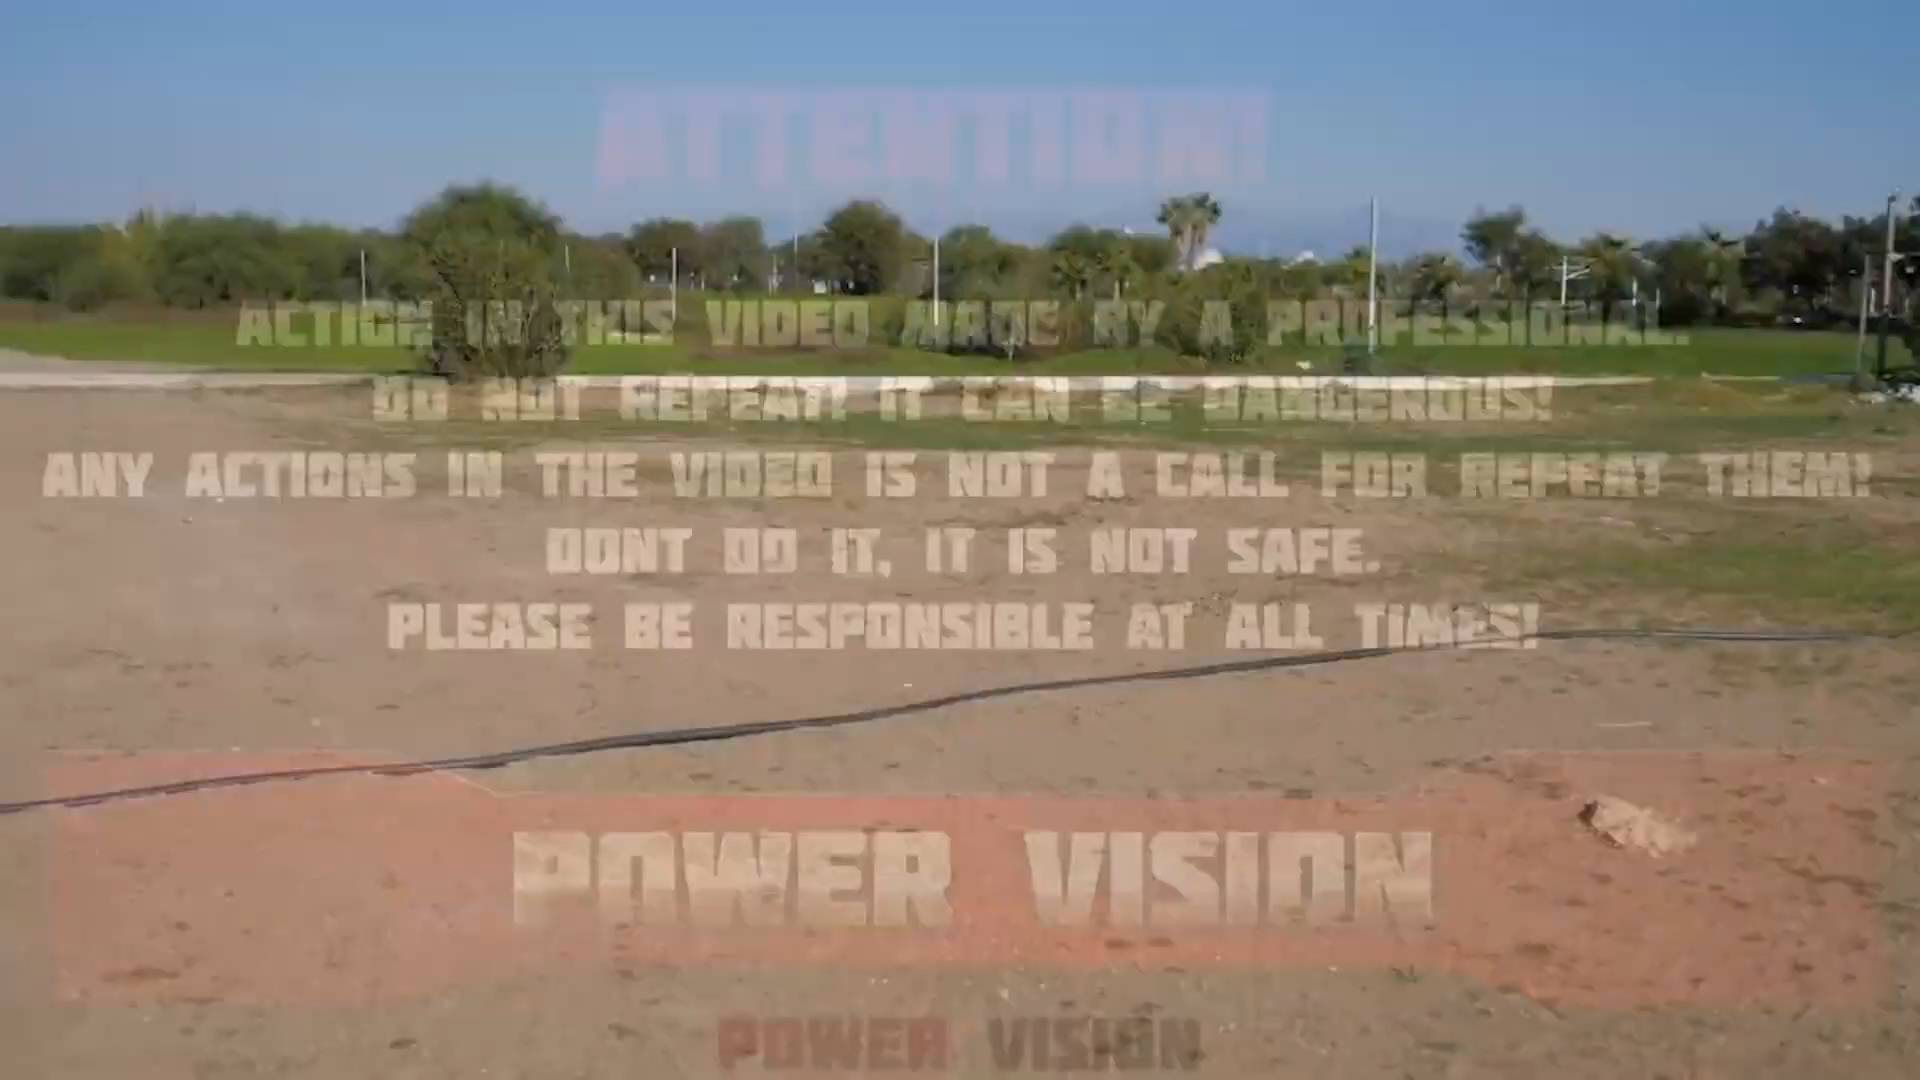 ATTENTION!
ACTION IN THIS VIDEO MADE BY A PROFESSIONAL.
DO NOT REPEAT! IT CAN BE DANGEROUS!
ANY ACTIONS IN THE VIDEO IS NOT A CALL FOR REPEAT THEM!
DONT DO IT, IT IS NOT SAFE.
PLEASE BE RESPONSIBLE AT ALL TIMES!
POWER VISION
POWER VISION